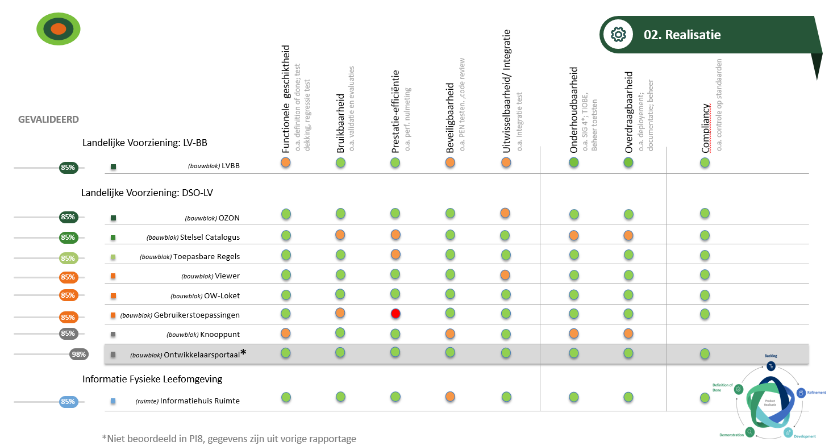 02. Realisatie
GEVALIDEERD
Functionele geschiktheid
o.a. definition of done; test
dekking, regressie test
Bruikbaarheid
o.a. validatie en evaluaties
Prestatie-efficiëntie
o.a. perf. nulmeting
Beveiligbaarheid
o.a. PEN testen, code review
Uitwisselbaarheid/ Integratie
o.a. Integratie test
Onderhoudbaarheid
o.a. SIG 4*; TIOBE,
Beheer toetsten
Overdraagbaarheid
o.a. deployement;
documentatie; beheer
Compliancy
o.a. controle op standaarden
Landelijke Voorziening: LV-BB
85% (bouwblok) LVBB
Landelijke Voorziening: DSO-LV
85% (bouwblok) OZON
85% (bouwblok) Stelsel Catalogus
85% (bouwblok) Toepasbare Regels
85% (bouwblok) Viewer
85% (bouwblok) OW-Loket
85% (bouwblok) Gebruikerstoepassingen
85% (bouwblok) Knooppunt
98% (bouwblok) Ontwikkelaarsportaal*
Informatie Fysieke Leefomgeving
85% (ruimte) Informatiehuis Ruimte
Backlog
Definition of
Done
Refinement
Demonstration
Development
*Niet beoordeeld in PI8, gegevens zijn uit vorige rapportage